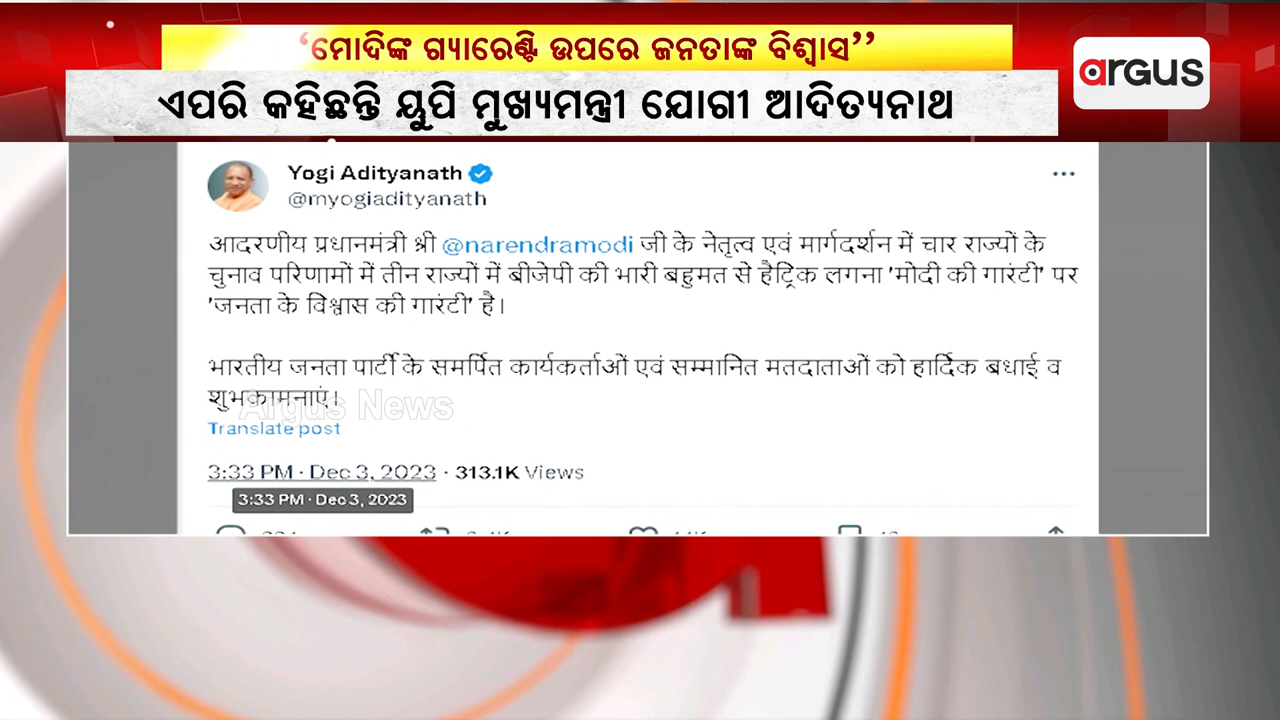 ‘ମୋଦିଙ୍କ ଗ୍ୟାରେଣ୍ଟି ଉପରେ ଜନତାଙ୍କ ବିଶ୍ୱାସ’’
ଏପରି କହିଛନ୍ତି ୟୁପି ମୁଖ୍ୟମନ୍ତ୍ରୀ ଯୋଗୀ ଆଦିତ୍ୟନାଥ
argus
Yogi Adityanath
@myogiadityanath
आदरणीय प्रधानमंत्री श्री @narendramodi जी के नेतृत्व एवं मार्गदर्शन में चार राज्यों के
चुनाव परिणामों में तीन राज्यों में बीजेपी की भारी बहुमत से हैट्रिक लगना 'मोदी की गारंटी' पर
'जनता के विश्वास की गारंटी' है।
भारतीय जनता पार्टी के समर्पित कार्यकर्ताओं एवं सम्मानित मतदाताओं को हार्दिक बधाई व
शुभकामनाएं।
Argus News
Translate post
3:33 PM · Dec 3, 2023 · 313.1K Views
3:33 PM · Dec 3, 2023